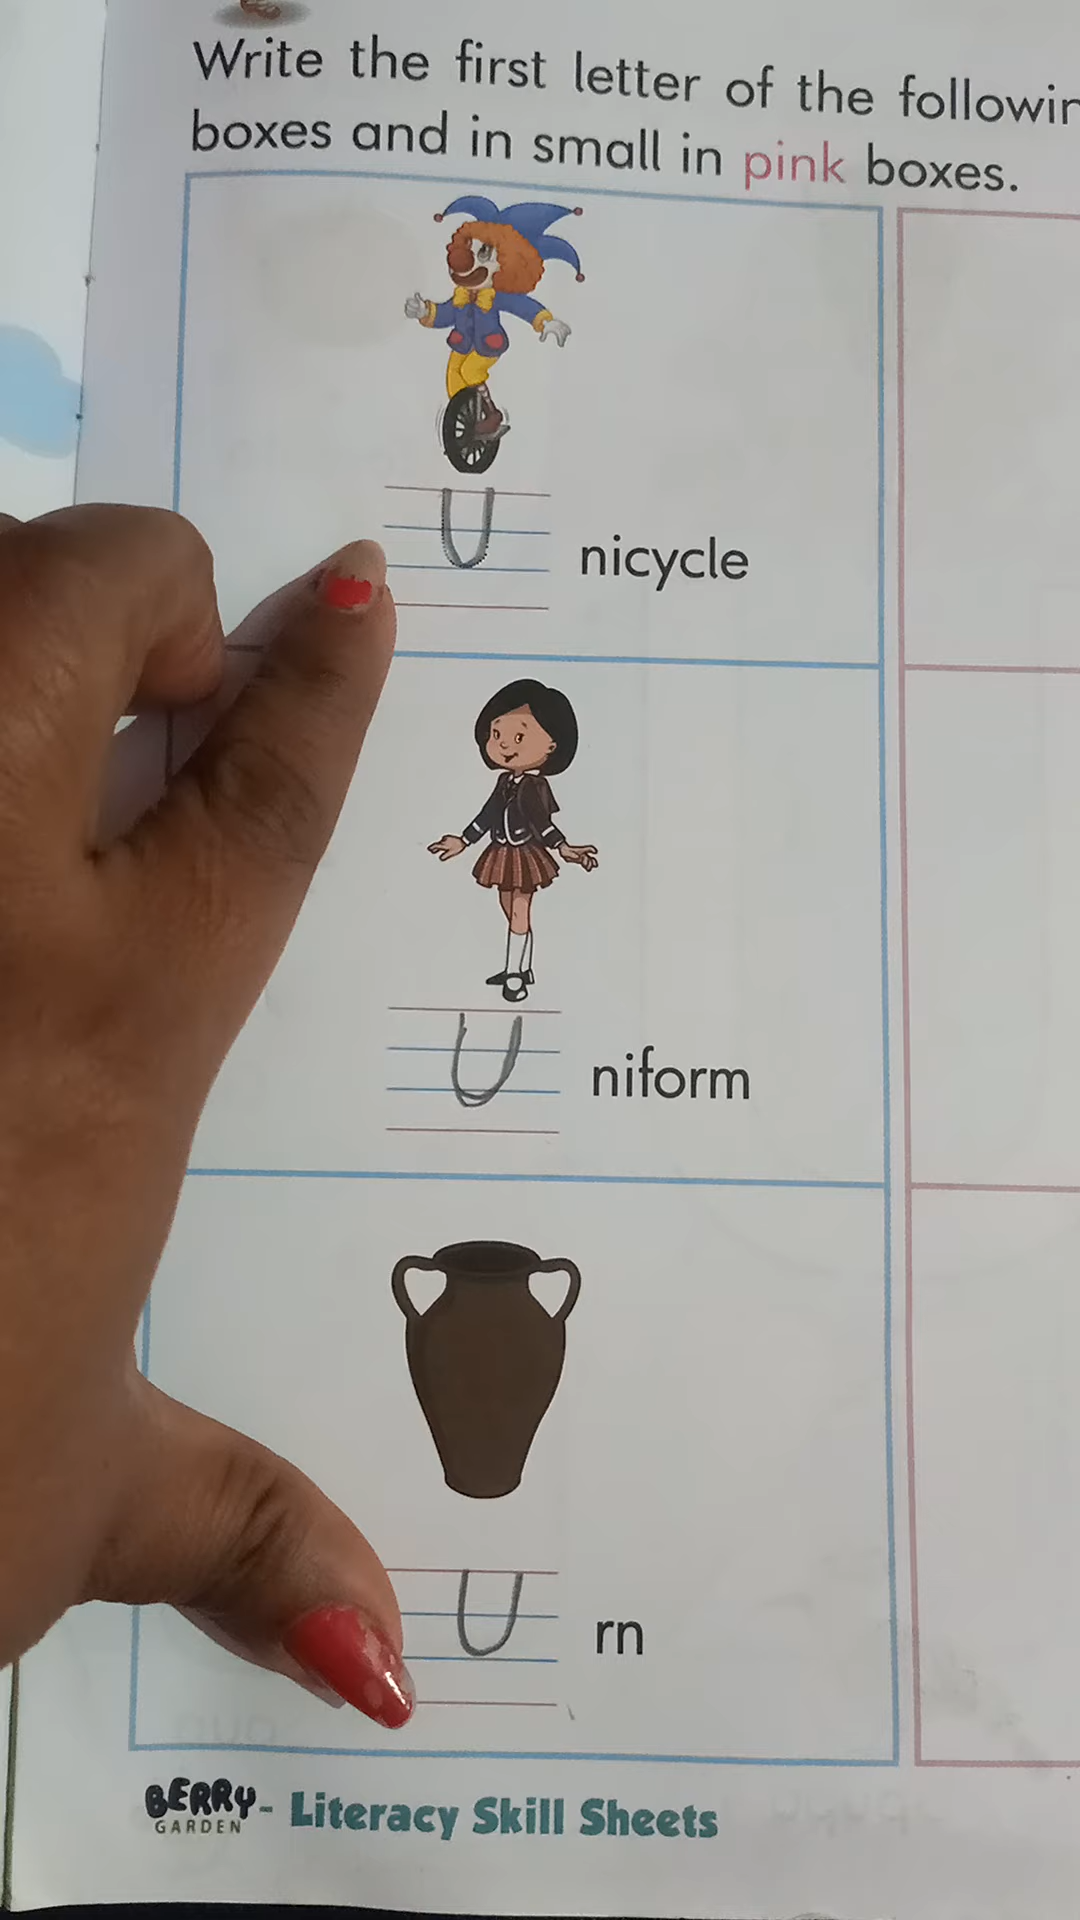 Write the first letter of the followin
boxes and in small in pink boxes.
U nicycle
U niform
U rn
BERRY GARDEN - Literacy Skill Sheets